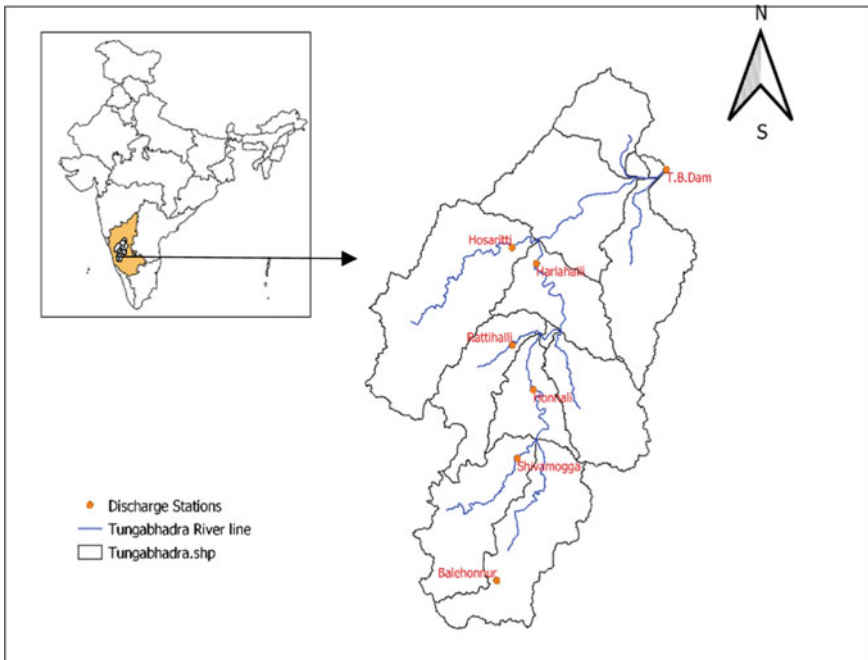 N
S
T.B.Dam
Hosaritti
Harlahalli
Rattihalli
Honnali
Shivamogga
Balehonnur
Discharge Stations
Tungabhadra River line
Tungabhadra.shp